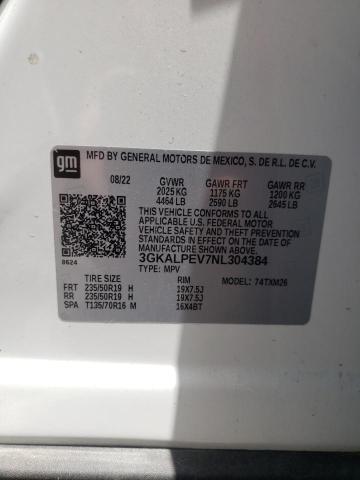 gm
MFD BY GENERAL MOTORS DE MEXICO, S. DE R.L. DE C.V.
08/22 GVWR GAWR FRT GAWR RR
2025 KG 1175 KG 1200 KG
4464 LB 2590 LB 2645 LB
THIS VEHICLE CONFORMS TO ALL
APPLICABLE U.S. FEDERAL MOTOR
VEHICLE SAFETY AND THEFT
PREVENTION STANDARDS IN EFFECT
ON THE DATE OF MANUFACTURE
SHOWN ABOVE.
8624 3GKALPEV7NL304384
TYPE: MPV MODEL: 74TXM26
TIRE SIZE RIM
FRT 235/50R19 H 19X7.5J
RR 235/50R19 H 19X7.5J
SPA T135/70R16 M 16X4BT